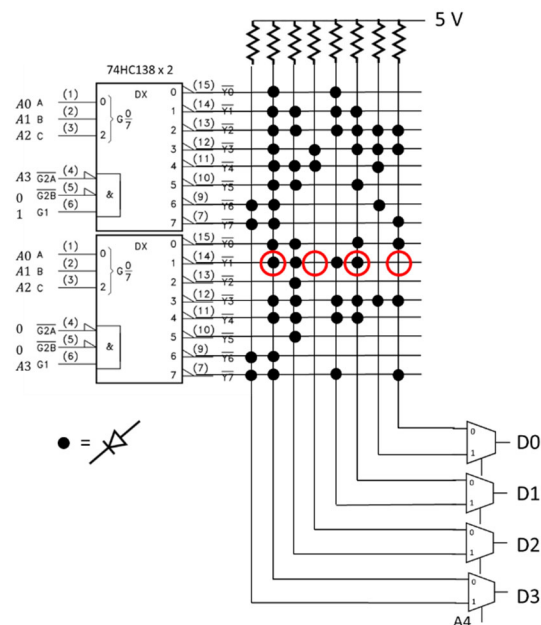 5 V
74HC138 x 2
A0 A (1) 0 DX 0 (15) Y0
A1 B (2) G 0/7 1 (14) Y1
A2 C (3) 2 2 (13) Y2
3 (12) Y3
A3 G2A (4) 4 (11) Y4
0 G2B (5) & 5 (10) Y5
1 G1 (6) 6 (9) Y6
7 (7) Y7
A0 A (1) 0 DX 0 (15) Y0
A1 B (2) G 0/7 1 (14) Y1
A2 C (3) 2 2 (13) Y2
3 (12) Y3
0 G2A (4) 4 (11) Y4
0 G2B (5) & 5 (10) Y5
A3 G1 (6) 6 (9) Y6
7 (7) Y7
=
0
1
D0
0
1
D1
0
1
D2
0
1
D3
A4